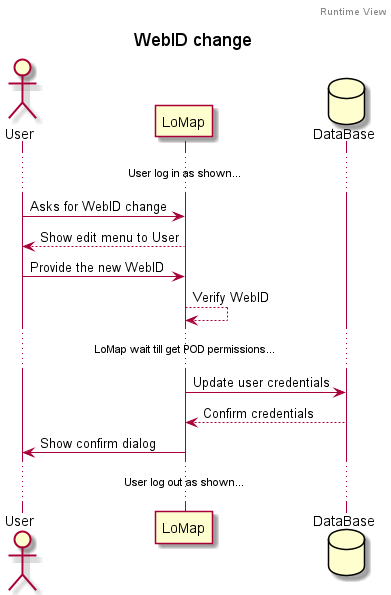 Runtime View
WebID change
User
LoMap
DataBase
User log in as shown...
Asks for WebID change
Show edit menu to User
Provide the new WebID
Verify WebID
LoMap wait till get POD permissions...
Update user credentials
Confirm credentials
Show confirm dialog
User log out as shown...
User
LoMap
DataBase